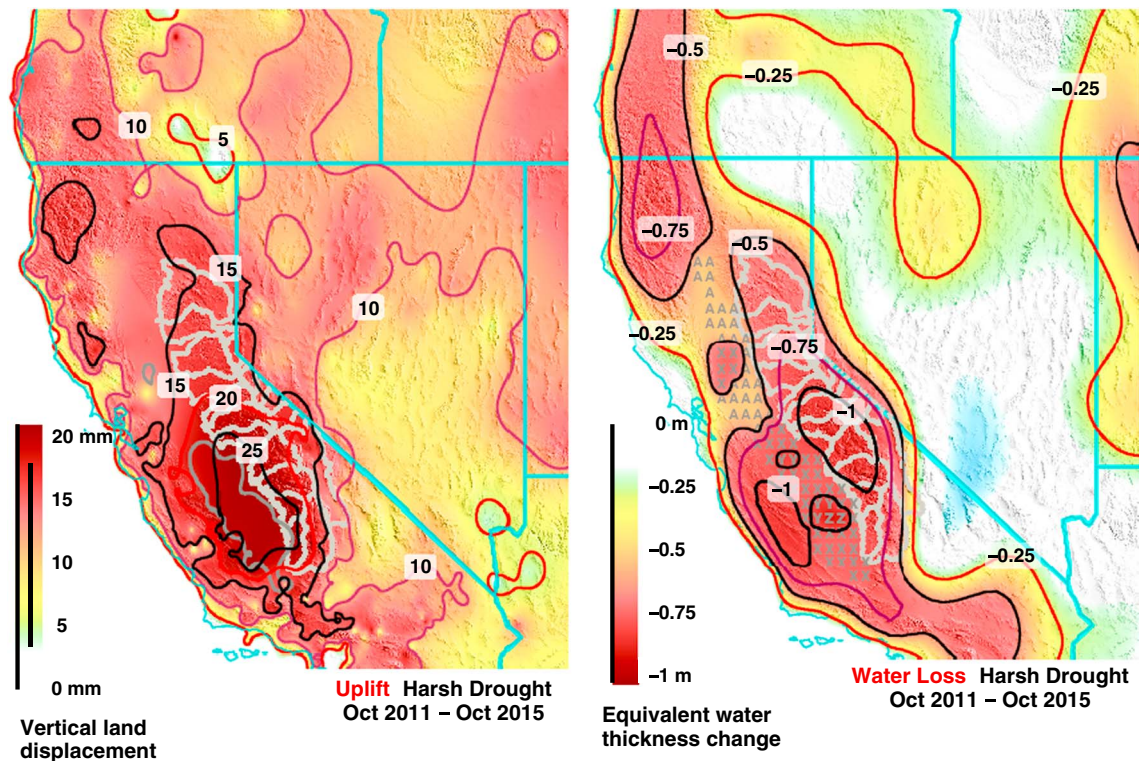 10
5
15
10
15
20
25
10
20 mm
15
10
5
0 mm
Uplift Harsh Drought
Oct 2011 – Oct 2015
Vertical land
displacement
−0.5
−0.25
−0.25
−0.75
−0.5
−0.25
−0.75
−1
−1
−0.25
A A
A A
A
A A A
A A A
0 m
−0.25
−0.5
−0.75
−1 m
Water Loss Harsh Drought
Oct 2011 – Oct 2015
Equivalent water
thickness change